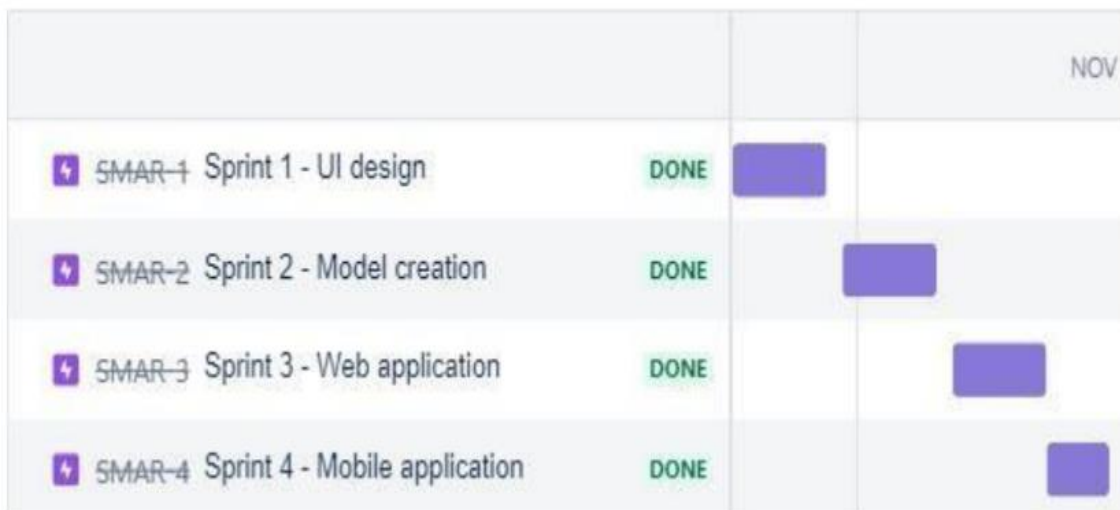 NOV
SMAR-1 Sprint 1 - UI design DONE
SMAR-2 Sprint 2 - Model creation DONE
SMAR-3 Sprint 3 - Web application DONE
SMAR-4 Sprint 4 - Mobile application DONE